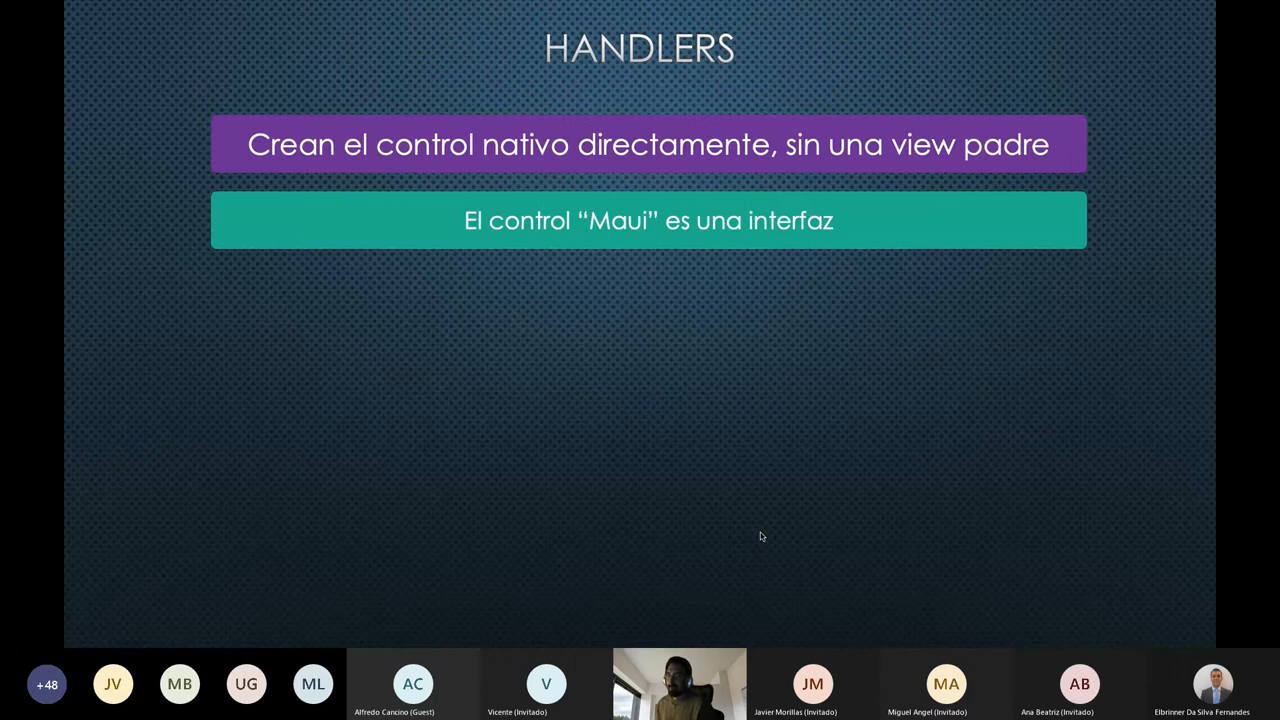 HANDLERS
Crean el control nativo directamente, sin una view padre
El control “Maui” es una interfaz
+48
JV
MB
UG
ML
AC
V
JM
MA
AB
Alfredo Cancino (Guest)
Vicente (Invitado)
Javier Morillas (Invitado)
Miguel Angel (Invitado)
Ana Beatriz (Invitado)
Elbrinner Da Silva Fernandes